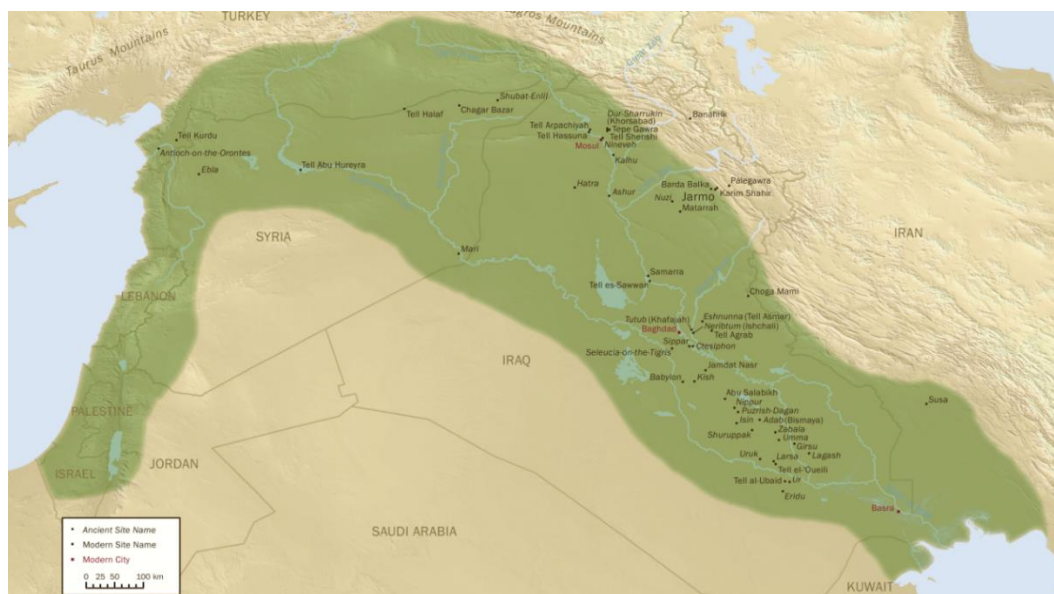 TURKEY
Taurus Mountains
Zagros Mountains
Shubat-Enlil
Tell Halaf
Chagar Bazar
Dur-Sharrukin
(Khorsabad)
Banahilk
Tell Arpachiyah
Tepe Gawra
Tell Hassuna
Tell Shenshi
Mosul
Nineveh
Tell Kurdu
Antioch-on-the-Orontes
Kalhu
Tell Abu Hureyra
Ebla
Hatra
Ashur
Barda Balka
Palegawra
Karim Shahir
Nuzi
Jarmo
Matarrah
SYRIA
IRAN
Mari
Samarra
Tell es-Sawwan
Choga Mami
LEBANON
Tutub (Khafajah)
Eshnunna (Tell Asmar)
Baghdad
Neribtum (Ishchali)
Tell Agrab
Sippar
Ctesiphon
Seleucia-on-the-Tigris
IRAQ
Jamdat Nasr
Babylon
Kish
Abu Salabikh
Nippur
Susa
Puzrish-Dagan
PALESTINE
Isin
Adab (Bismaya)
Shuruppak
Zabala
Umma
Girsu
Uruk
Larsa
Lagash
ISRAEL
JORDAN
Tell el-'Oueili
Tell al-Ubaid
Ur
Eridu
Basra
SAUDI ARABIA
KUWAIT
Ancient Site Name
Modern Site Name
Modern City
0 25 50 100 km